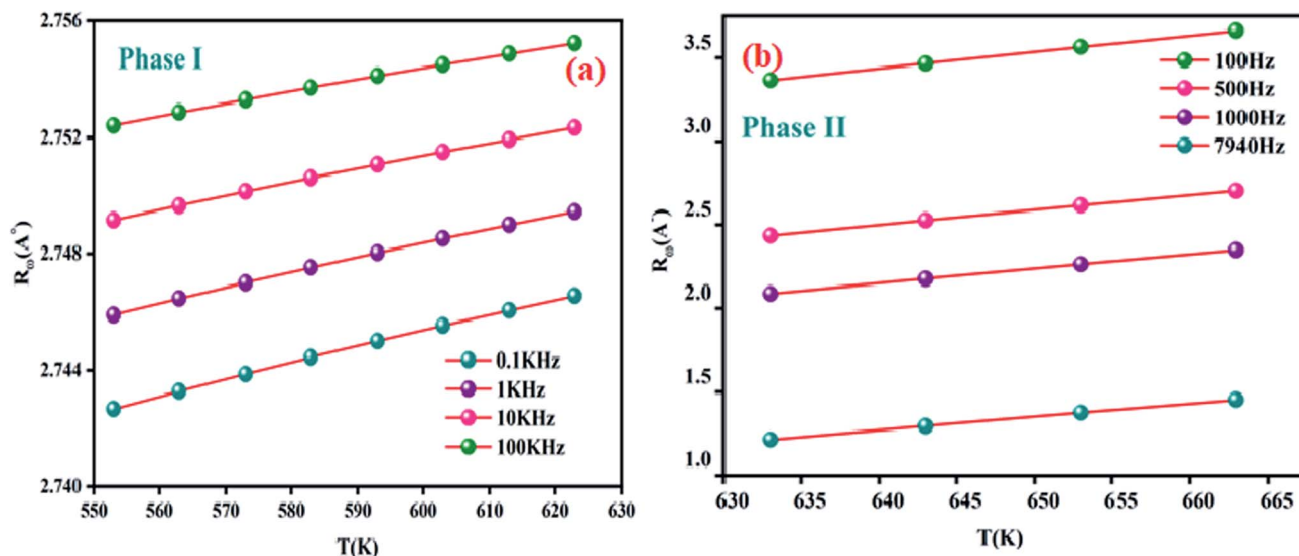 Phase I
(a)
2.756
2.752
2.748
2.744
2.740
Rω(A°)
0.1KHz
1KHz
10KHz
100KHz
550 560 570 580 590 600 610 620 630
T(K)
(b)
Phase II
100Hz
500Hz
1000Hz
7940Hz
3.5
3.0
2.5
2.0
1.5
1.0
Rω(A°)
630 635 640 645 650 655 660 665
T(K)